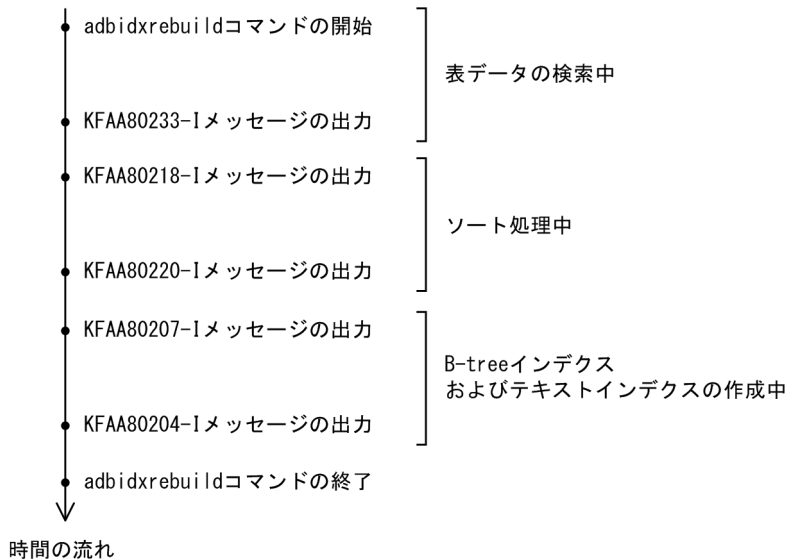 adbidxrebuildコマンドの開始
表データの検索中
KFAA80233-Iメッセージの出力
KFAA80218-Iメッセージの出力
ソート処理中
KFAA80220-Iメッセージの出力
KFAA80207-Iメッセージの出力
B-treeインデクス
およびテキストインデクスの作成中
KFAA80204-Iメッセージの出力
adbidxrebuildコマンドの終了
時間の流れ